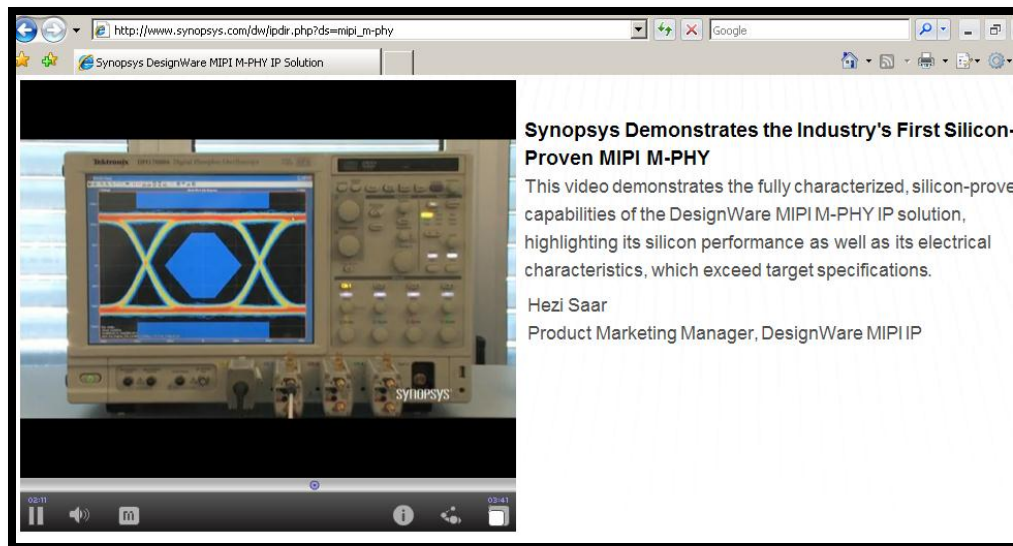 http://www.synopsys.com/dw/ipdir.php?ds=mipi_m-phy
Google
Synopsys DesignWare MIPI M-PHY IP Solution
Synopsys Demonstrates the Industry's First Silicon-
Proven MIPI M-PHY
This video demonstrates the fully characterized, silicon-prove
capabilities of the DesignWare MIPI M-PHY IP solution,
highlighting its silicon performance as well as its electrical
characteristics, which exceed target specifications.
Hezi Saar
Product Marketing Manager, DesignWare MIPI IP
Tektronix
SYNOPSYS
02:11
03:41